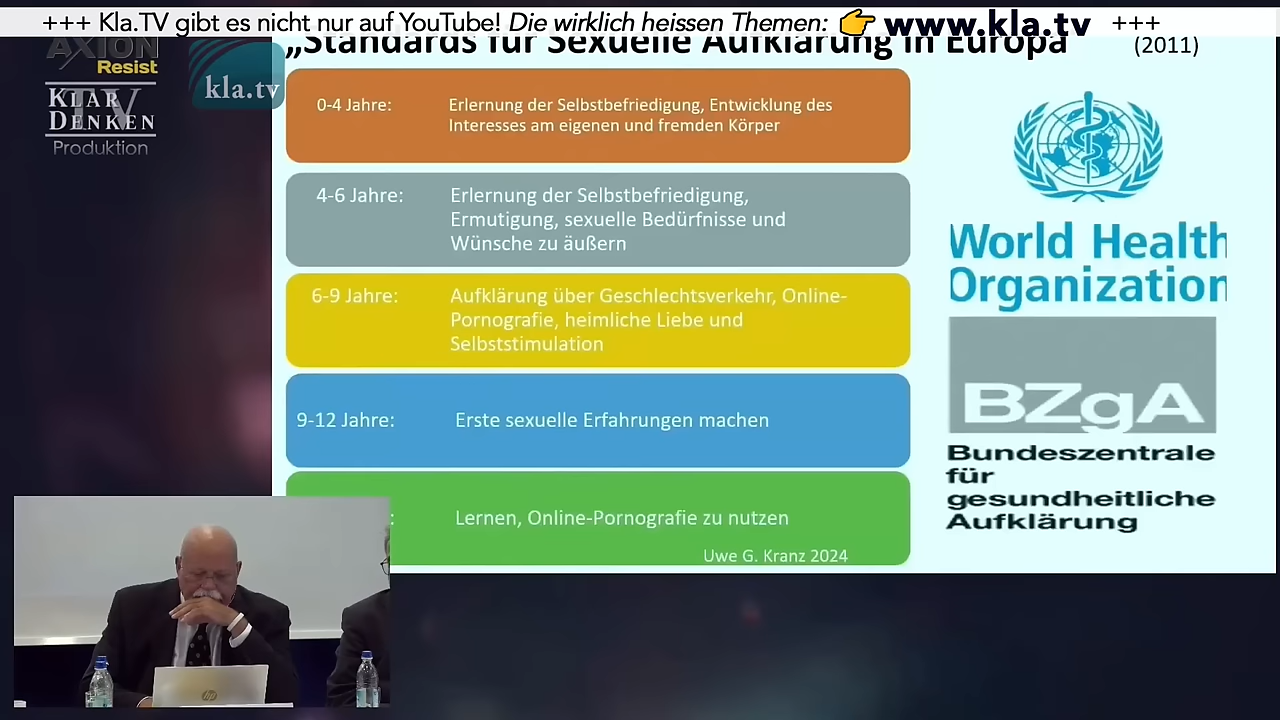 +++ Kla.TV gibt es nicht nur auf YouTube! Die wirklich heissen Themen: 👉 www.kla.tv +++
„Standards für Sexuelle Aufklärung in Europa
(2011)
AXION
Resist
kla.tv
TV
KLAR
DENKEN
Produktion
0-4 Jahre:
Erlernung der Selbstbefriedigung, Entwicklung des
Interesses am eigenen und fremden Körper
4-6 Jahre:
Erlernung der Selbstbefriedigung,
Ermutigung, sexuelle Bedürfnisse und
Wünsche zu äußern
6-9 Jahre:
Aufklärung über Geschlechtsverkehr, Online-
Pornografie, heimliche Liebe und
Selbststimulation
9-12 Jahre:
Erste sexuelle Erfahrungen machen
:
Lernen, Online-Pornografie zu nutzen
Uwe G. Kranz 2024
World Health
Organization
BZgA
Bundeszentrale
für
gesundheitliche
Aufklärung
hp